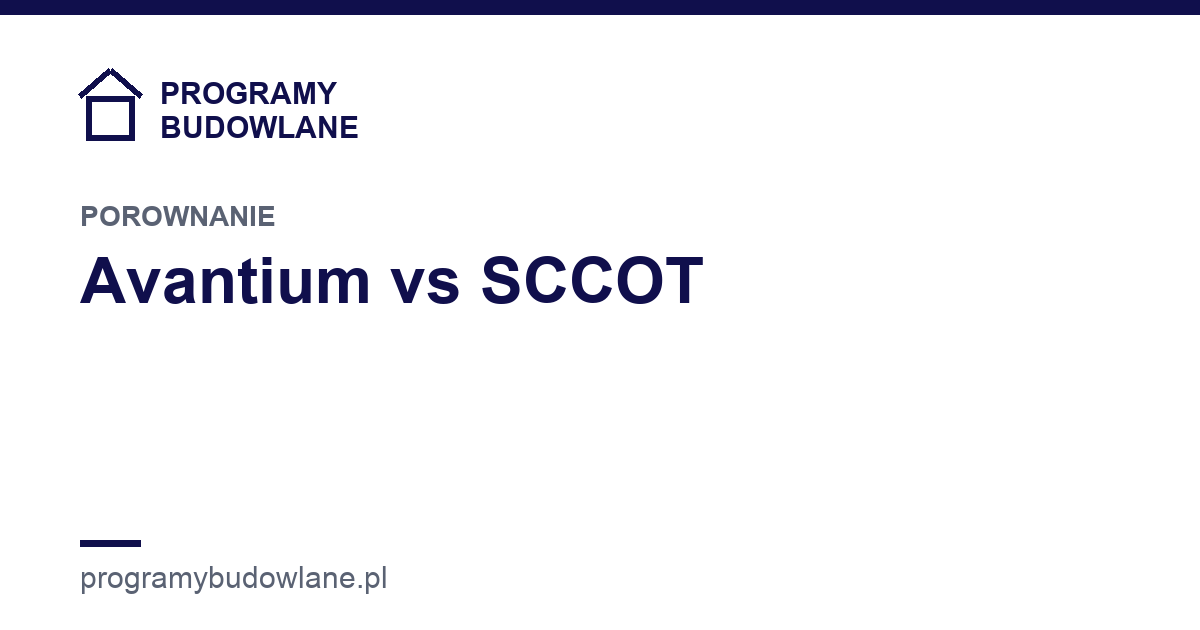 PROGRAMY
BUDOWLANE
POROWNANIE
Avantium vs SCCOT
programybudowlane.pl